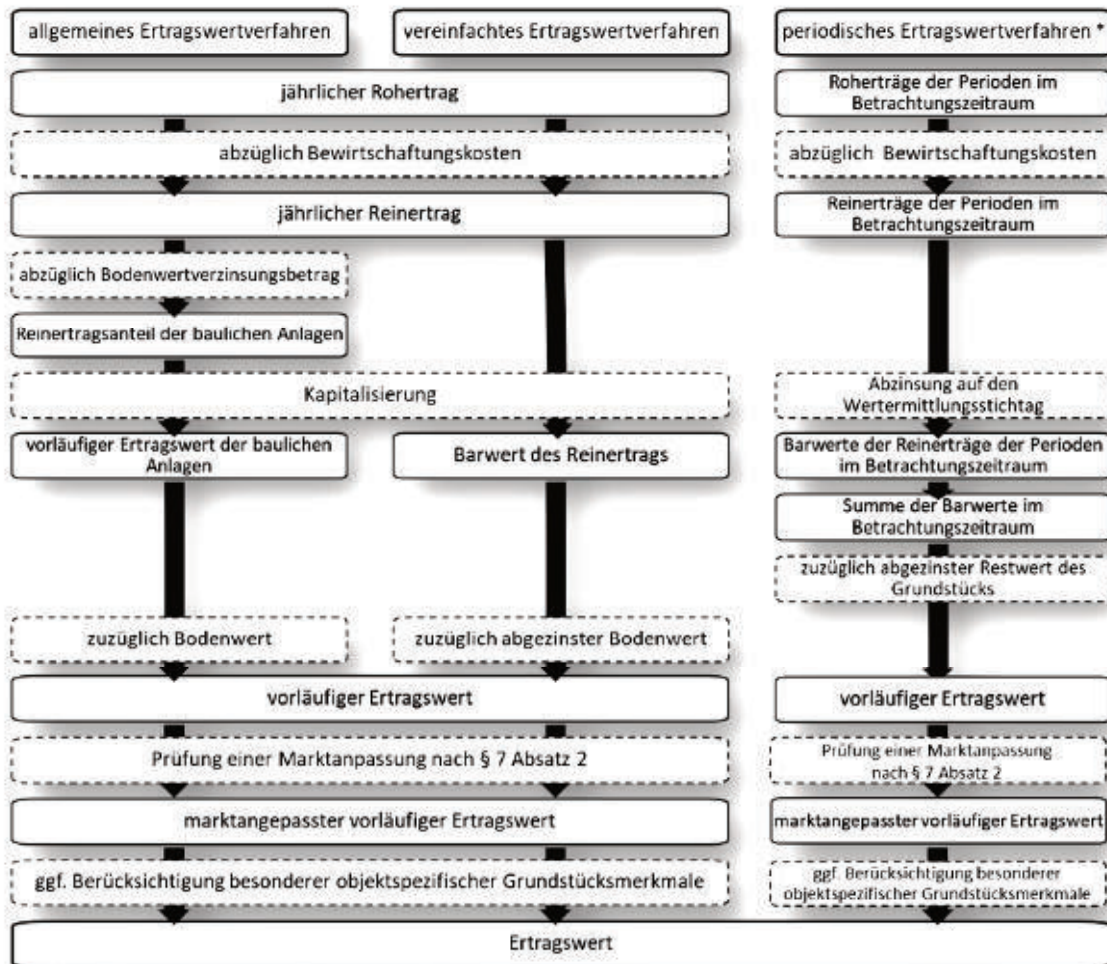 allgemeines Ertragswertverfahren
vereinfachtes Ertragswertverfahren
periodisches Ertragswertverfahren *
jährlicher Rohertrag
Roherträge der Perioden im
Betrachtungszeitraum
abzüglich Bewirtschaftungskosten
abzüglich Bewirtschaftungskosten
jährlicher Reinertrag
Reinerträge der Perioden im
Betrachtungszeitraum
abzüglich Bodenwertverzinsungsbetrag
Reinertragsanteil der baulichen Anlagen
Kapitalisierung
Abzinsung auf den
Wertermittlungsstichtag
vorläufiger Ertragswert der baulichen
Anlagen
Barwert des Reinertrags
Barwerte der Reinerträge der Perioden
im Betrachtungszeitraum
Summe der Barwerte im
Betrachtungszeitraum
zuzüglich abgezinster Restwert des
Grundstücks
zuzüglich Bodenwert
zuzüglich abgezinster Bodenwert
vorläufiger Ertragswert
vorläufiger Ertragswert
Prüfung einer Marktanpassung nach § 7 Absatz 2
Prüfung einer Marktanpassung
nach § 7 Absatz 2
marktangepasster vorläufiger Ertragswert
marktangepasster vorläufiger Ertragswert
ggf. Berücksichtigung besonderer objektspezifischer Grundstücksmerkmale
ggf. Berücksichtigung besonderer
objektspezifischer Grundstücksmerkmale
Ertragswert